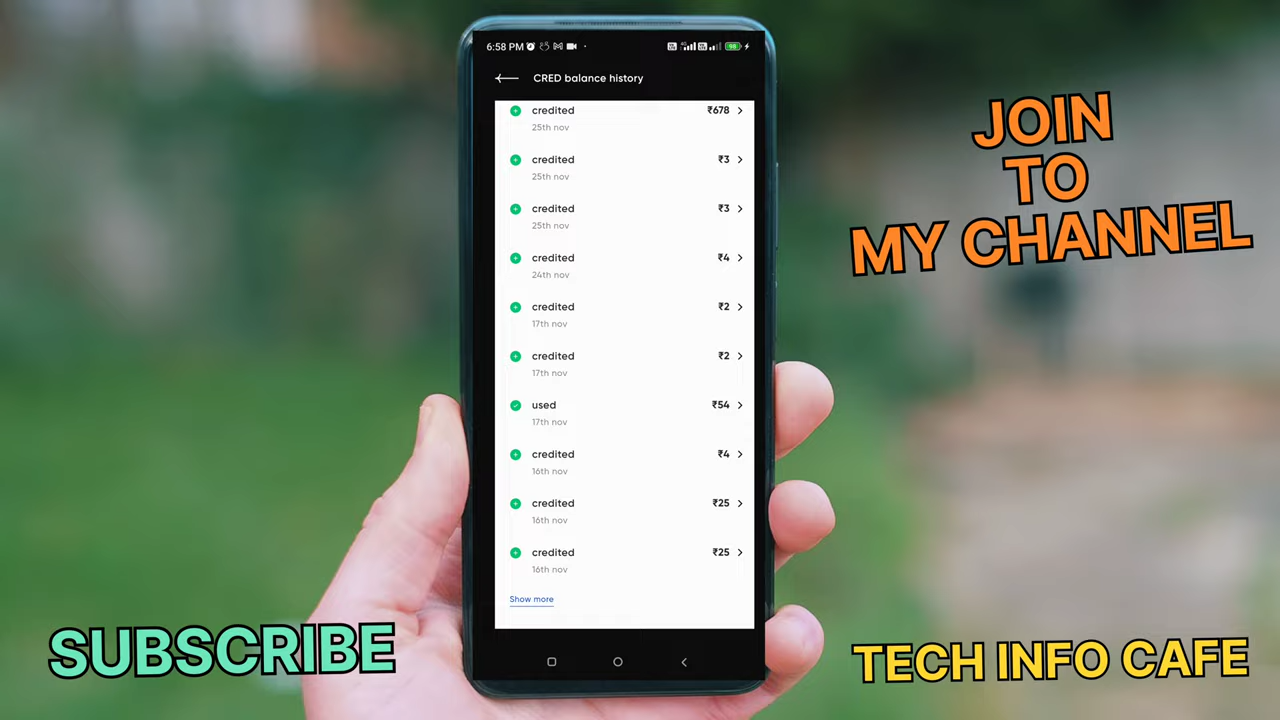 6:58 PM
98
CRED balance history
credited ₹678
25th nov
credited ₹3
25th nov
credited ₹3
25th nov
credited ₹4
24th nov
credited ₹2
17th nov
credited ₹2
17th nov
used ₹54
17th nov
credited ₹4
16th nov
credited ₹25
16th nov
credited ₹25
16th nov
Show more
JOIN
TO
MY CHANNEL
SUBSCRIBE
TECH INFO CAFE